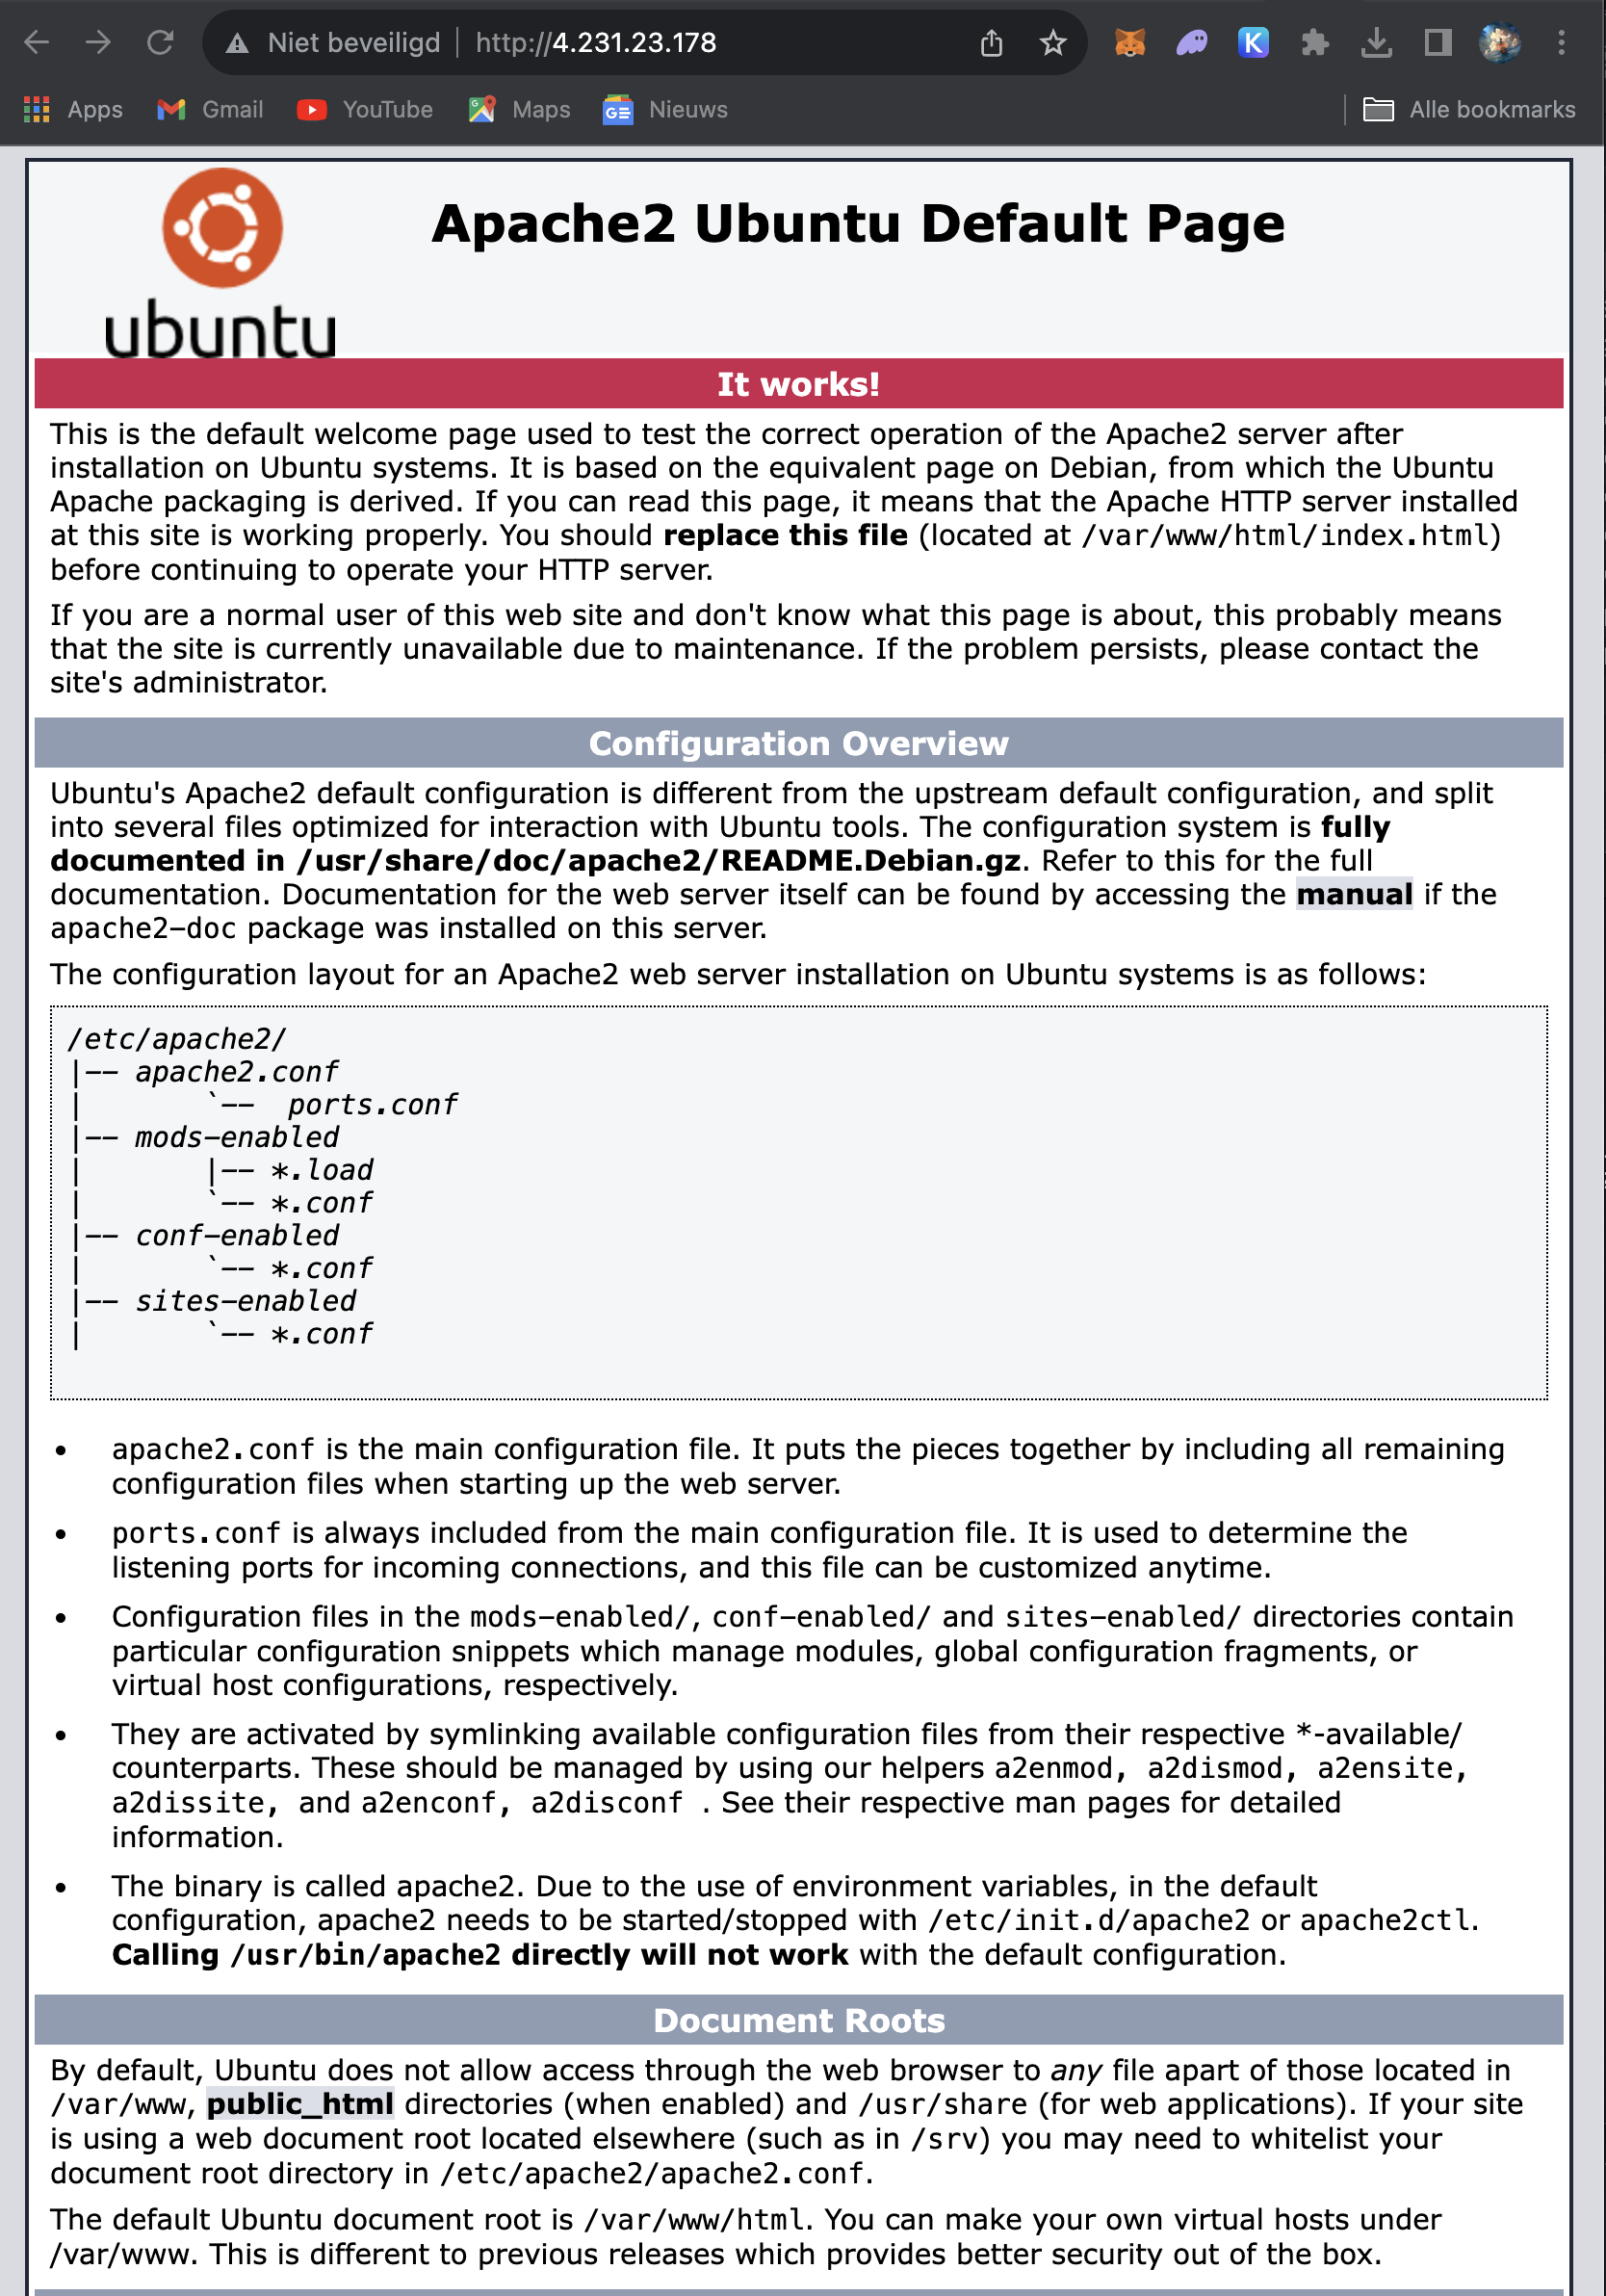 Niet beveiligd http://4.231.23.178
Apps Gmail YouTube Maps Nieuws Alle bookmarks
Apache2 Ubuntu Default Page
ubuntu
It works!
This is the default welcome page used to test the correct operation of the Apache2 server after
installation on Ubuntu systems. It is based on the equivalent page on Debian, from which the Ubuntu
Apache packaging is derived. If you can read this page, it means that the Apache HTTP server installed
at this site is working properly. You should replace this file (located at /var/www/html/index.html)
before continuing to operate your HTTP server.
If you are a normal user of this web site and don't know what this page is about, this probably means
that the site is currently unavailable due to maintenance. If the problem persists, please contact the
site's administrator.
Configuration Overview
Ubuntu's Apache2 default configuration is different from the upstream default configuration, and split
into several files optimized for interaction with Ubuntu tools. The configuration system is fully
documented in /usr/share/doc/apache2/README.Debian.gz. Refer to this for the full
documentation. Documentation for the web server itself can be found by accessing the manual if the
apache2-doc package was installed on this server.
The configuration layout for an Apache2 web server installation on Ubuntu systems is as follows:
/etc/apache2/
|-- apache2.conf
|       `--  ports.conf
|-- mods-enabled
|       |-- *.load
|       `-- *.conf
|-- conf-enabled
|       `-- *.conf
|-- sites-enabled
|       `-- *.conf
• apache2.conf is the main configuration file. It puts the pieces together by including all remaining
configuration files when starting up the web server.
• ports.conf is always included from the main configuration file. It is used to determine the
listening ports for incoming connections, and this file can be customized anytime.
• Configuration files in the mods-enabled/, conf-enabled/ and sites-enabled/ directories contain
particular configuration snippets which manage modules, global configuration fragments, or
virtual host configurations, respectively.
• They are activated by symlinking available configuration files from their respective *-available/
counterparts. These should be managed by using our helpers a2enmod, a2dismod, a2ensite,
a2dissite, and a2enconf, a2disconf . See their respective man pages for detailed
information.
• The binary is called apache2. Due to the use of environment variables, in the default
configuration, apache2 needs to be started/stopped with /etc/init.d/apache2 or apache2ctl.
Calling /usr/bin/apache2 directly will not work with the default configuration.
Document Roots
By default, Ubuntu does not allow access through the web browser to any file apart of those located in
/var/www, public_html directories (when enabled) and /usr/share (for web applications). If your site
is using a web document root located elsewhere (such as in /srv) you may need to whitelist your
document root directory in /etc/apache2/apache2.conf.
The default Ubuntu document root is /var/www/html. You can make your own virtual hosts under
/var/www. This is different to previous releases which provides better security out of the box.